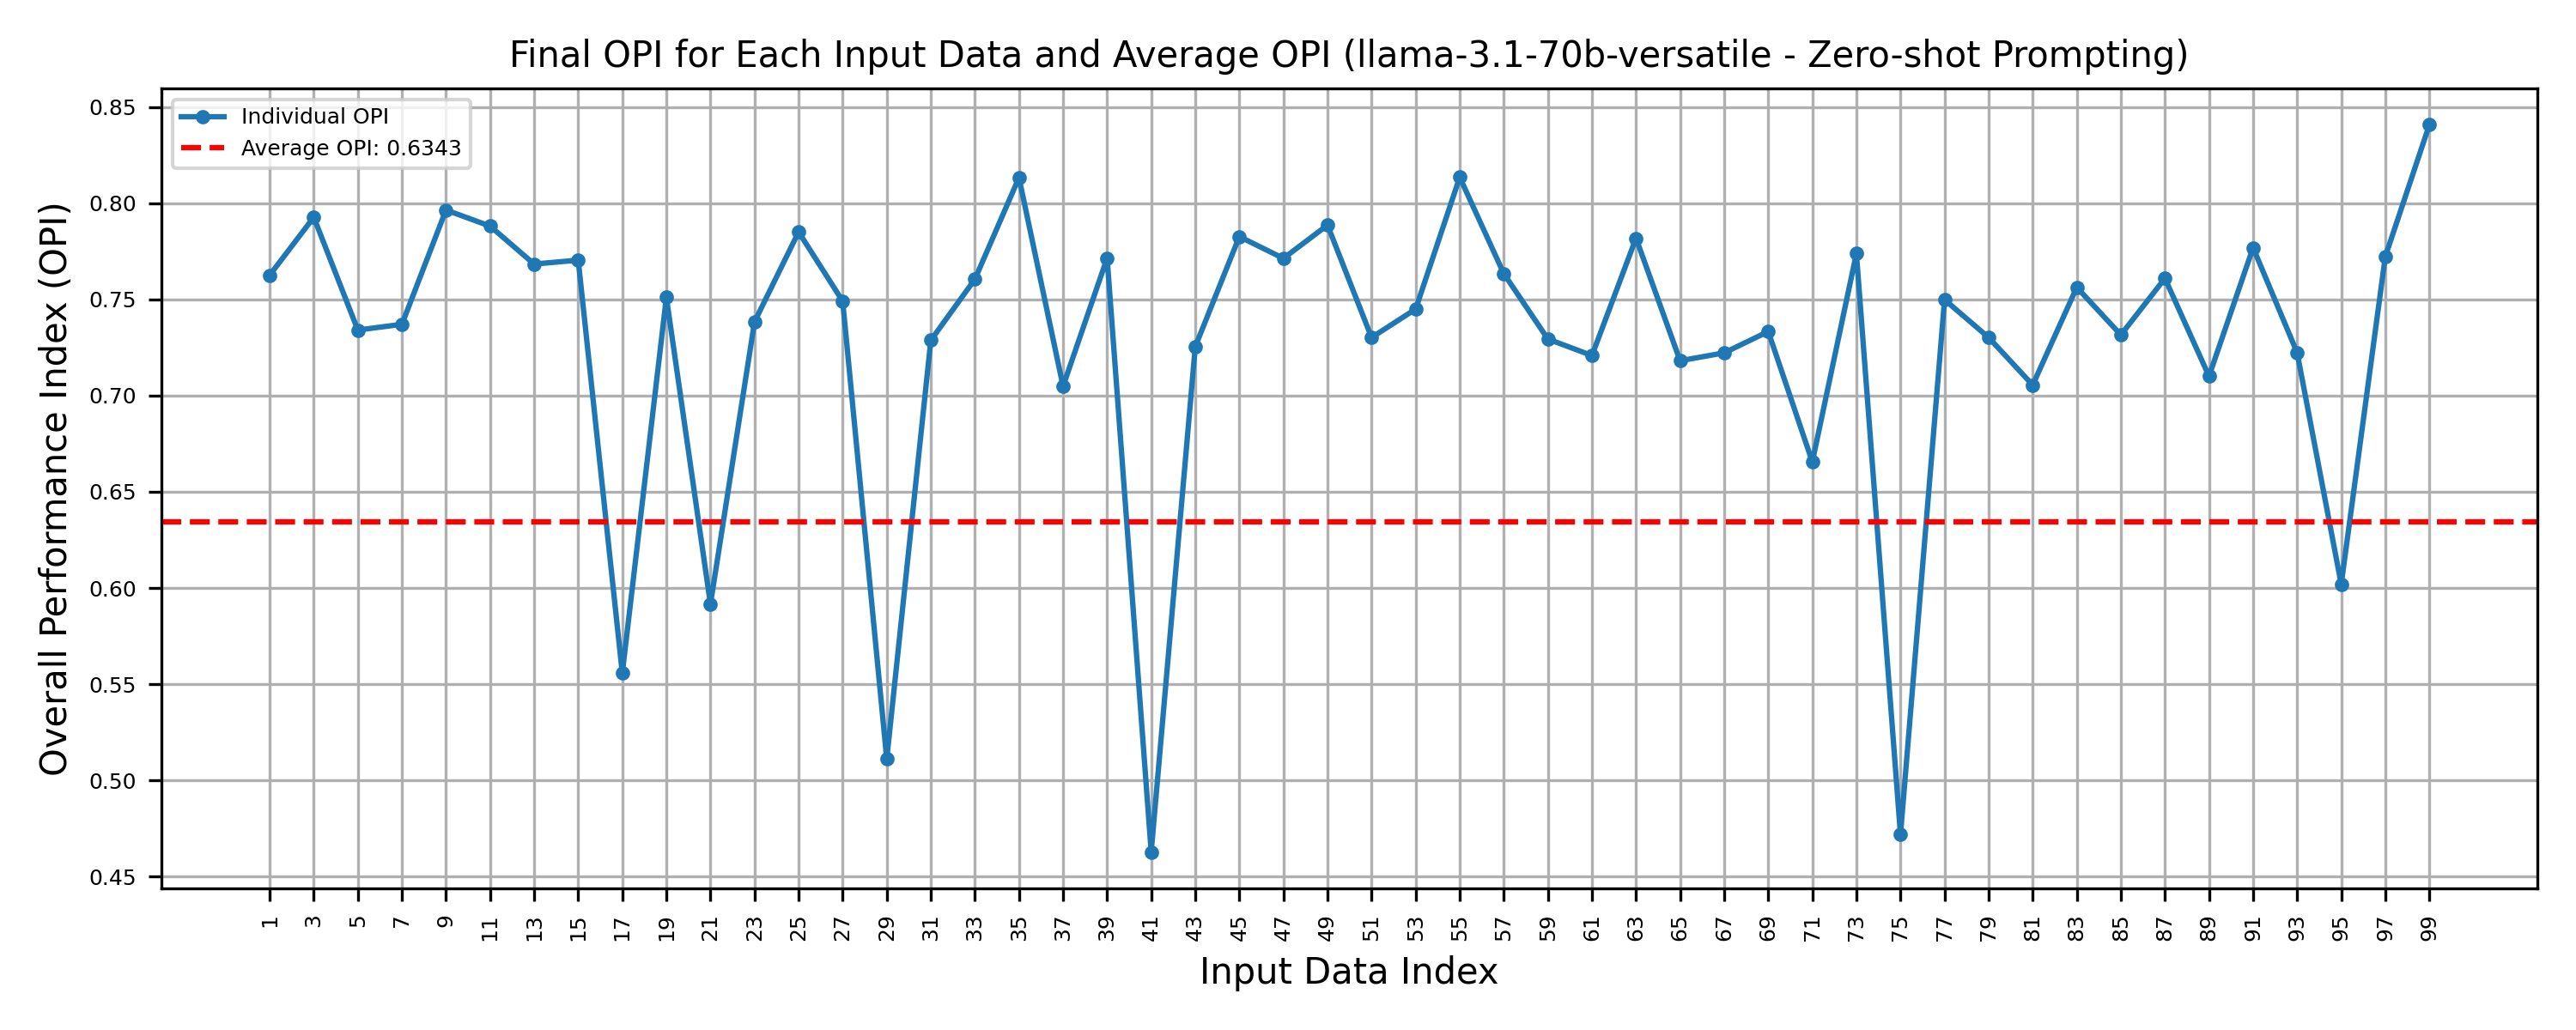 Final OPI for Each Input Data and Average OPI (llama-3.1-70b-versatile - Zero-shot Prompting)
Individual OPI
Average OPI: 0.6343
Overall Performance Index (OPI)
0.85
0.80
0.75
0.70
0.65
0.60
0.55
0.50
0.45
1 3 5 7 9 11 13 15 17 19 21 23 25 27 29 31 33 35 37 39 41 43 45 47 49 51 53 55 57 59 61 63 65 67 69 71 73 75 77 79 81 83 85 87 89 91 93 95 97 99
Input Data Index